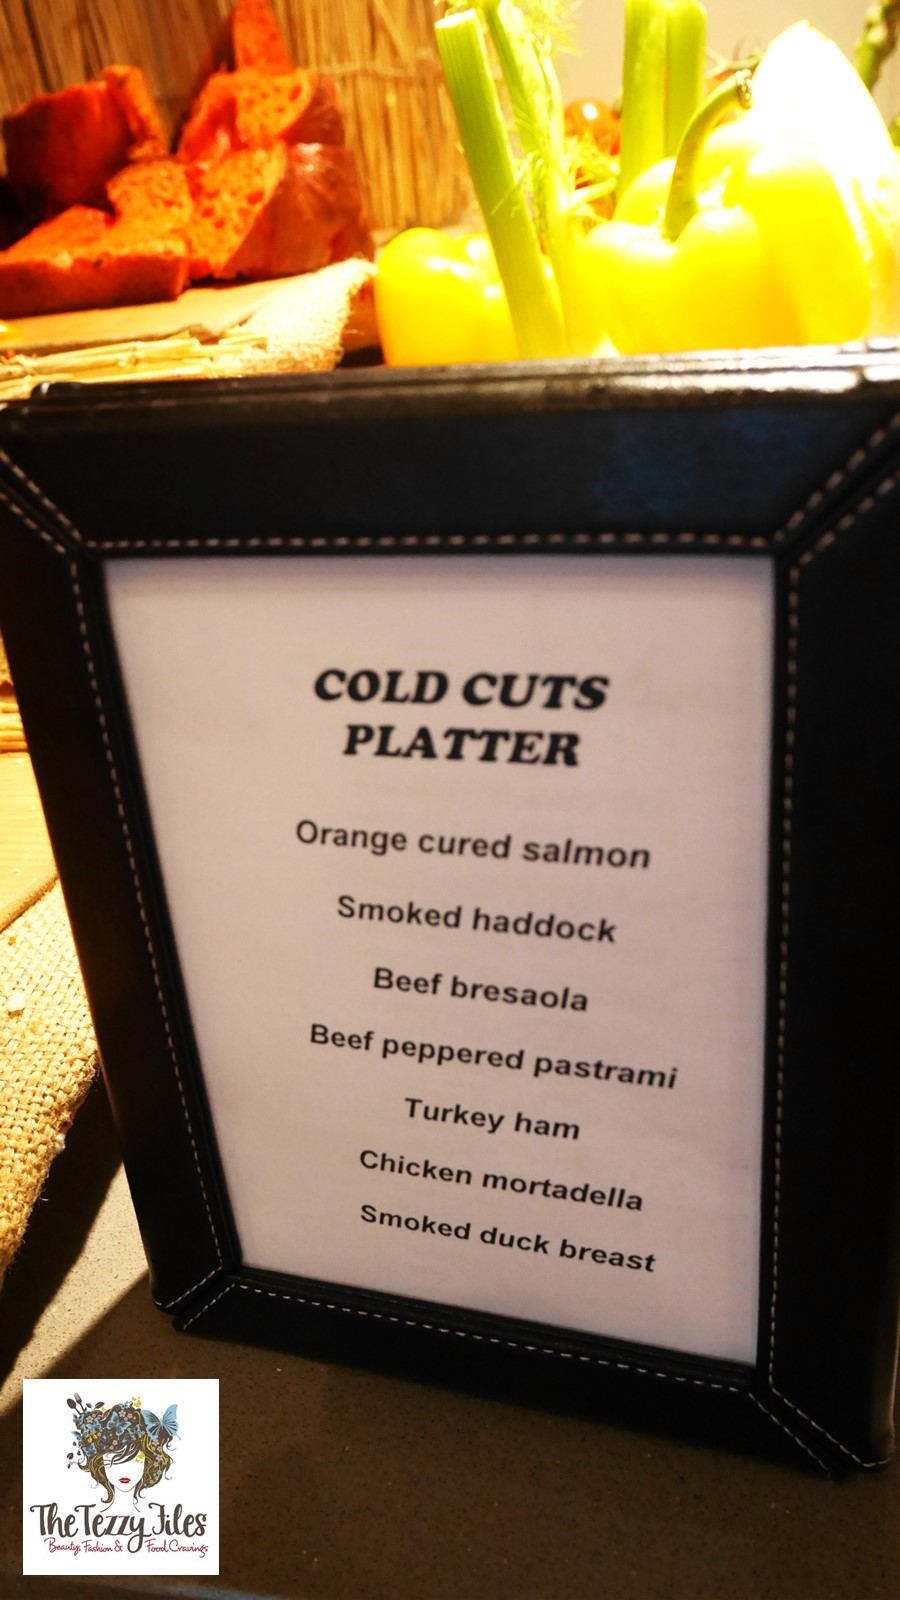 COLD CUTS
PLATTER
Orange cured salmon
Smoked haddock
Beef bresaola
Beef peppered pastrami
Turkey ham
Chicken mortadella
Smoked duck breast
The Tezzy Files
Beauty, Fashion & Food Cravings